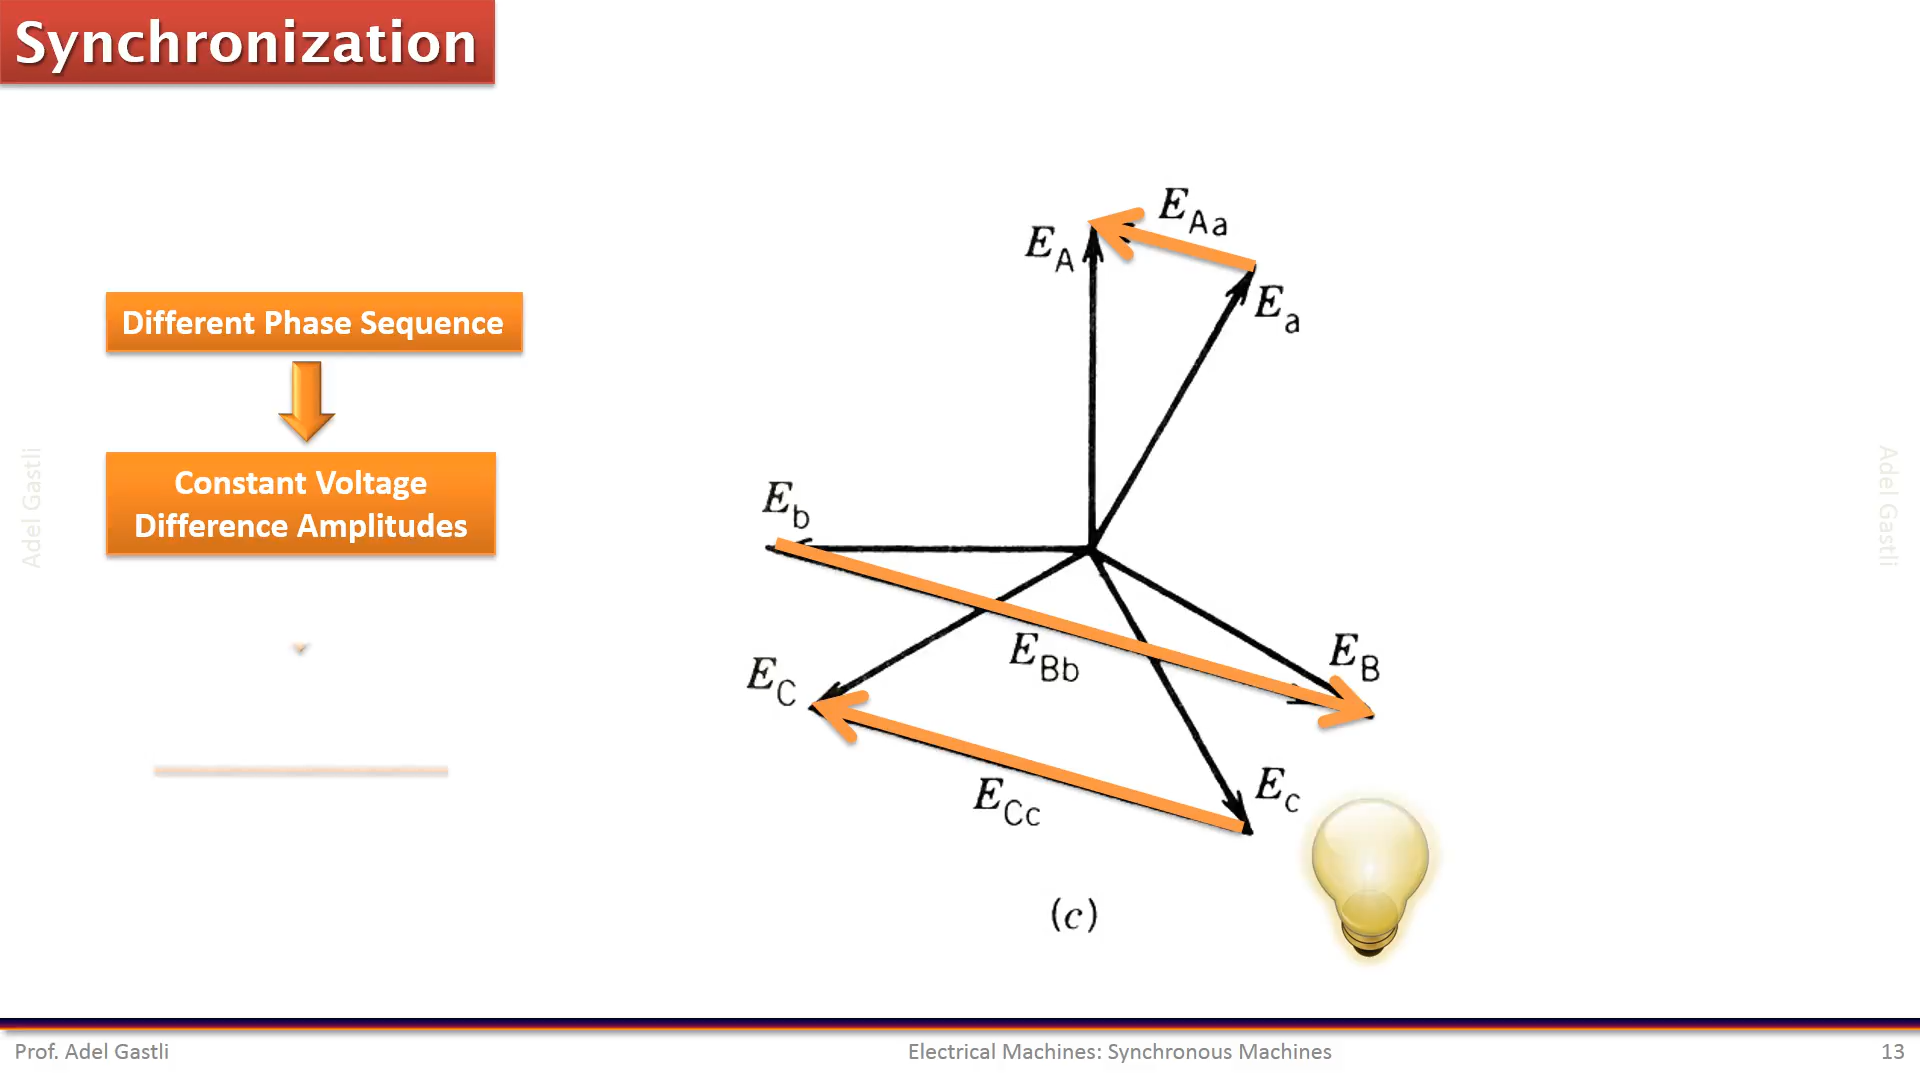 Synchronization
Different Phase Sequence
Constant Voltage
Difference Amplitudes
E_Aa
E_A
E_a
E_b
E_Bb
E_B
E_C
E_Cc
E_c
(c)
Adel Gastli
Adel Gastli
Prof. Adel Gastli
Electrical Machines: Synchronous Machines
13